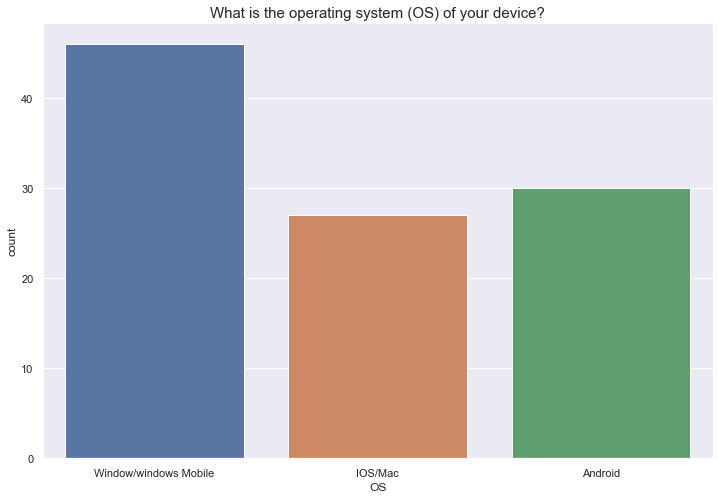 What is the operating system (OS) of your device?
40
30
20
10
0
count
Window/windows Mobile
IOS/Mac
Android
OS